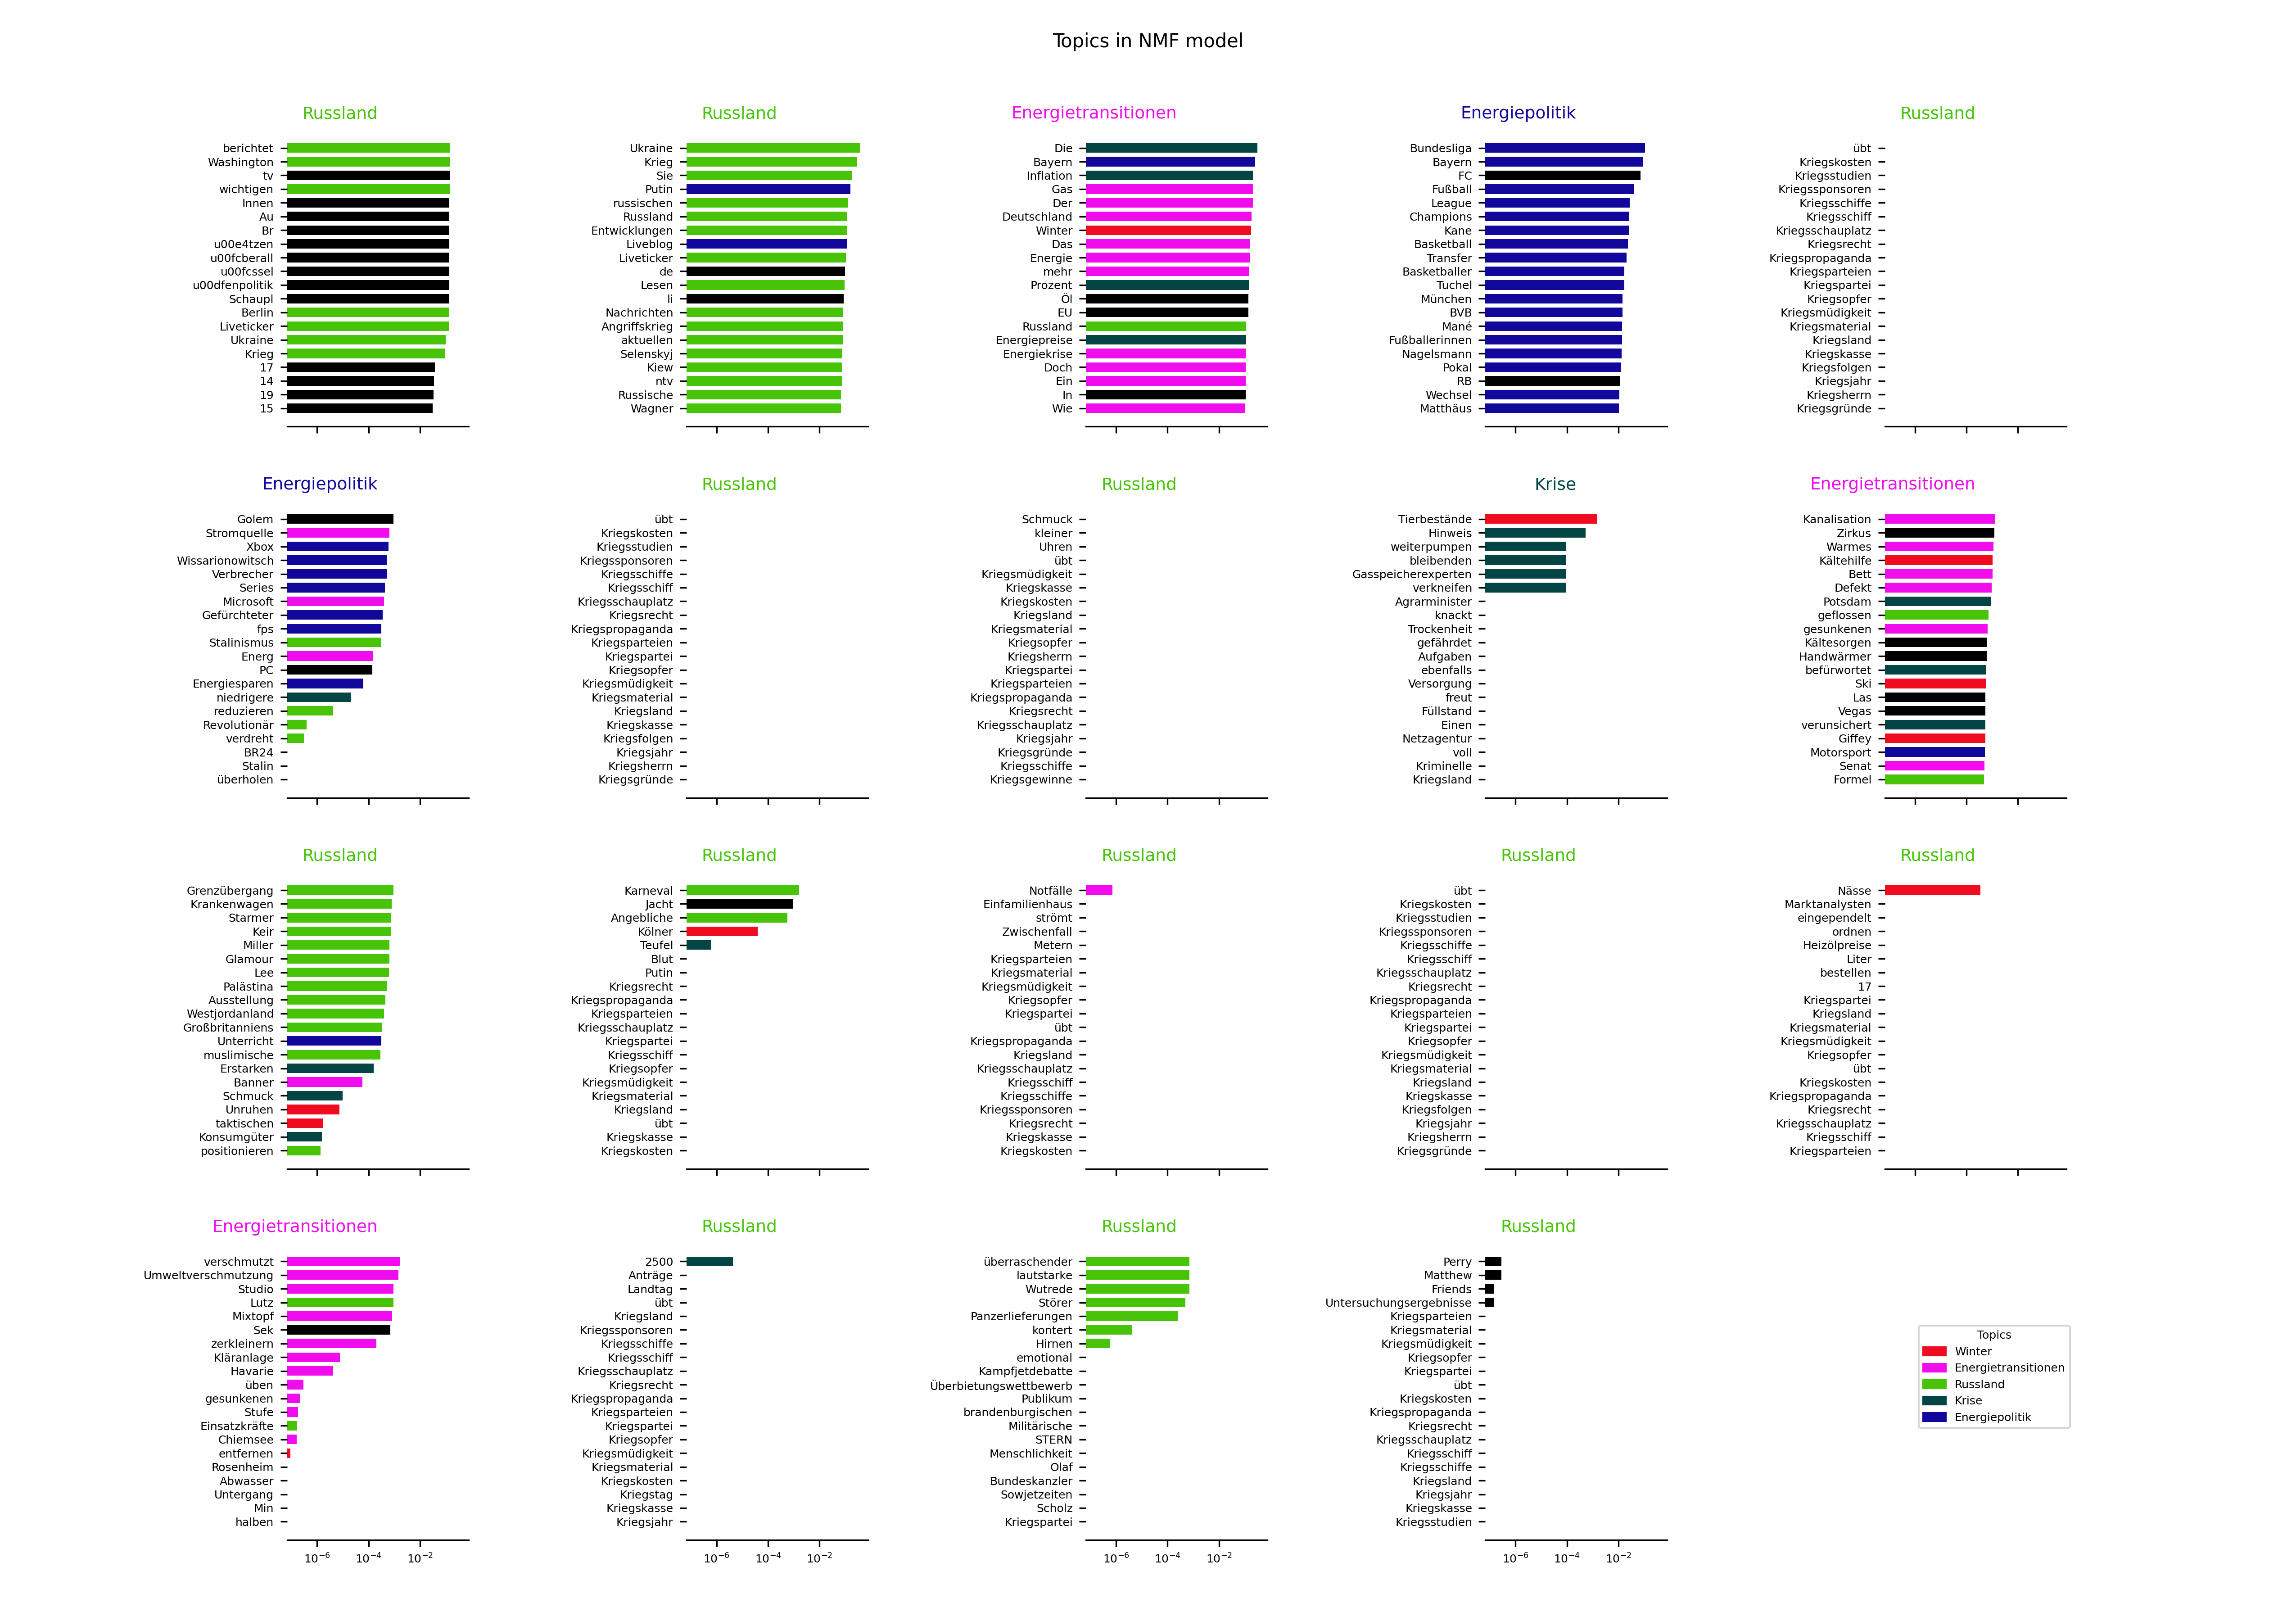 Topics in NMF model
Russland
berichtet
Washington
tv
wichtigen
Innen
Au
Br
u00e4tzen
u00fcberall
u00fcssel
u00dfenpolitik
Schaupl
Berlin
Liveticker
Ukraine
Krieg
17
14
19
15
Russland
Ukraine
Krieg
Sie
Putin
russischen
Russland
Entwicklungen
Liveblog
Liveticker
de
Lesen
li
Nachrichten
Angriffskrieg
aktuellen
Selenskyj
Kiew
ntv
Russische
Wagner
Energietransitionen
Die
Bayern
Inflation
Gas
Der
Deutschland
Winter
Das
Energie
mehr
Prozent
Öl
EU
Russland
Energiepreise
Energiekrise
Doch
Ein
In
Wie
Energiepolitik
Bundesliga
Bayern
FC
Fußball
League
Champions
Kane
Basketball
Transfer
Basketballer
Tuchel
München
BVB
Mané
Fußballerinnen
Nagelsmann
Pokal
RB
Wechsel
Matthäus
Russland
übt
Kriegskosten
Kriegsstudien
Kriegssponsoren
Kriegsschiffe
Kriegsschiff
Kriegsschauplatz
Kriegsrecht
Kriegspropaganda
Kriegsparteien
Kriegspartei
Kriegsopfer
Kriegsmüdigkeit
Kriegsmaterial
Kriegsland
Kriegskasse
Kriegsfolgen
Kriegsjahr
Kriegsherrn
Kriegsgründe
Energiepolitik
Golem
Stromquelle
Xbox
Wissarionowitsch
Verbrecher
Series
Microsoft
Gefürchteter
fps
Stalinismus
Energ
PC
Energiesparen
niedrigere
reduzieren
Revolutionär
verdreht
BR24
Stalin
überholen
Russland
übt
Kriegskosten
Kriegsstudien
Kriegssponsoren
Kriegsschiffe
Kriegsschiff
Kriegsschauplatz
Kriegsrecht
Kriegspropaganda
Kriegsparteien
Kriegspartei
Kriegsopfer
Kriegsmüdigkeit
Kriegsmaterial
Kriegsland
Kriegskasse
Kriegsfolgen
Kriegsjahr
Kriegsherrn
Kriegsgründe
Russland
Schmuck
kleiner
Uhren
übt
Kriegsmüdigkeit
Kriegskasse
Kriegskosten
Kriegsland
Kriegsmaterial
Kriegsopfer
Kriegsherrn
Kriegspartei
Kriegsparteien
Kriegspropaganda
Kriegsrecht
Kriegsschauplatz
Kriegsjahr
Kriegsgründe
Kriegsschiffe
Kriegsgewinne
Krise
Tierbestände
Hinweis
weiterpumpen
bleibenden
Gasspeicherexperten
verkneifen
Agrarminister
knackt
Trockenheit
gefährdet
Aufgaben
ebenfalls
Versorgung
freut
Füllstand
Einen
Netzagentur
voll
Kriminelle
Kriegsland
Energietransitionen
Kanalisation
Zirkus
Warmes
Kältehilfe
Bett
Defekt
Potsdam
geflossen
gesunkenen
Kältesorgen
Handwärmer
befürwortet
Ski
Las
Vegas
verunsichert
Giffey
Motorsport
Senat
Formel
Russland
Grenzübergang
Krankenwagen
Starmer
Keir
Miller
Glamour
Lee
Palästina
Ausstellung
Westjordanland
Großbritanniens
Unterricht
muslimische
Erstarken
Banner
Schmuck
Unruhen
taktischen
Konsumgüter
positionieren
Russland
Karneval
Jacht
Angebliche
Kölner
Teufel
Blut
Putin
Kriegsrecht
Kriegspropaganda
Kriegsparteien
Kriegsschauplatz
Kriegspartei
Kriegsschiff
Kriegsopfer
Kriegsmüdigkeit
Kriegsmaterial
Kriegsland
übt
Kriegskasse
Kriegskosten
Russland
Notfälle
Einfamilienhaus
strömt
Zwischenfall
Metern
Kriegsparteien
Kriegsmaterial
Kriegsmüdigkeit
Kriegsopfer
Kriegspartei
übt
Kriegspropaganda
Kriegsland
Kriegsschauplatz
Kriegsschiff
Kriegsschiffe
Kriegssponsoren
Kriegsrecht
Kriegskasse
Kriegskosten
Russland
übt
Kriegskosten
Kriegsstudien
Kriegssponsoren
Kriegsschiffe
Kriegsschiff
Kriegsschauplatz
Kriegsrecht
Kriegspropaganda
Kriegsparteien
Kriegspartei
Kriegsopfer
Kriegsmüdigkeit
Kriegsmaterial
Kriegsland
Kriegskasse
Kriegsfolgen
Kriegsjahr
Kriegsherrn
Kriegsgründe
Russland
Nässe
Marktanalysten
eingependelt
ordnen
Heizölpreise
Liter
bestellen
17
Kriegspartei
Kriegsland
Kriegsmaterial
Kriegsmüdigkeit
Kriegsopfer
übt
Kriegskosten
Kriegspropaganda
Kriegsrecht
Kriegsschauplatz
Kriegsschiff
Kriegsparteien
Energietransitionen
verschmutzt
Umweltverschmutzung
Studio
Lutz
Mixtopf
Sek
zerkleinern
Kläranlage
Havarie
üben
gesunkenen
Stufe
Einsatzkräfte
Chiemsee
entfernen
Rosenheim
Abwasser
Untergang
Min
halben
10⁻⁶ 10⁻⁴ 10⁻²
Russland
2500
Anträge
Landtag
übt
Kriegsland
Kriegssponsoren
Kriegsschiffe
Kriegsschiff
Kriegsschauplatz
Kriegsrecht
Kriegspropaganda
Kriegsparteien
Kriegspartei
Kriegsopfer
Kriegsmüdigkeit
Kriegsmaterial
Kriegskosten
Kriegstag
Kriegskasse
Kriegsjahr
10⁻⁶ 10⁻⁴ 10⁻²
Russland
überraschender
lautstarke
Wutrede
Störer
Panzerlieferungen
kontert
Hirnen
emotional
Kampfjetdebatte
Überbietungswettbewerb
Publikum
brandenburgischen
Militärische
STERN
Menschlichkeit
Olaf
Bundeskanzler
Sowjetzeiten
Scholz
Kriegspartei
10⁻⁶ 10⁻⁴ 10⁻²
Russland
Perry
Matthew
Friends
Untersuchungsergebnisse
Kriegsparteien
Kriegsmaterial
Kriegsmüdigkeit
Kriegsopfer
Kriegspartei
übt
Kriegskosten
Kriegspropaganda
Kriegsrecht
Kriegsschauplatz
Kriegsschiff
Kriegsschiffe
Kriegsland
Kriegsjahr
Kriegskasse
Kriegsstudien
10⁻⁶ 10⁻⁴ 10⁻²
Topics
Winter
Energietransitionen
Russland
Krise
Energiepolitik